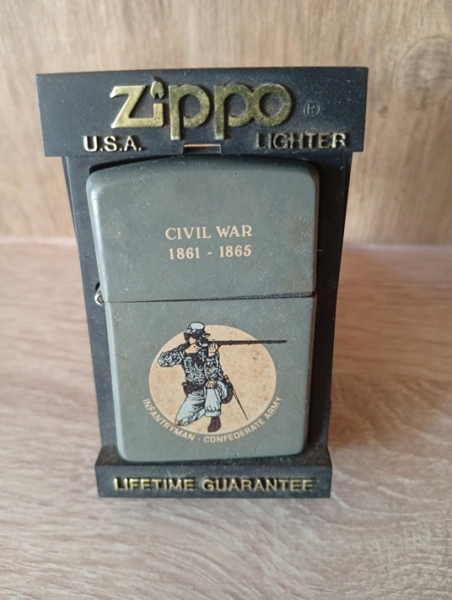 zippo ®
U.S.A. LIGHTER
CIVIL WAR
1861 - 1865
INFANTRYMAN - CONFEDERATE ARMY
LIFETIME GUARANTEE